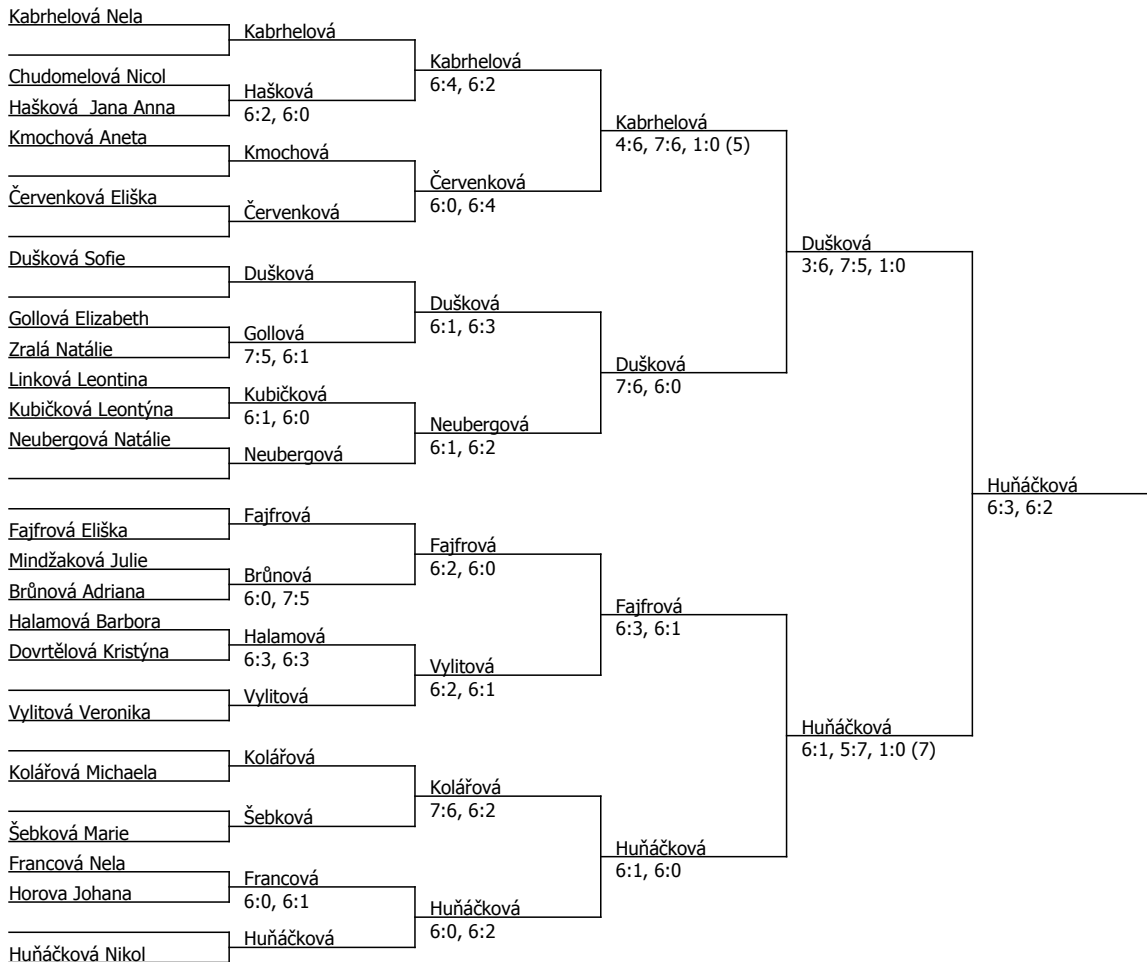 Kabrhelová Nela
Chudomelová Nicol
Hašková  Jana Anna
Kmochová Aneta
Červenková Eliška
Dušková Sofie
Gollová Elizabeth
Zralá Natálie
Linková Leontina
Kubičková Leontýna
Neubergová Natálie
Fajfrová Eliška
Mindžaková Julie
Brůnová Adriana
Halamová Barbora
Dovrtělová Kristýna
Vylitová Veronika
Kolářová Michaela
Šebková Marie
Francová Nela
Horova Johana
Huňáčková Nikol
Kabrhelová
Hašková
6:2, 6:0
Kmochová
Červenková
Dušková
Gollová
7:5, 6:1
Kubičková
6:1, 6:0
Neubergová
Fajfrová
Brůnová
6:0, 7:5
Halamová
6:3, 6:3
Vylitová
Kolářová
Šebková
Francová
6:0, 6:1
Huňáčková
Kabrhelová
6:4, 6:2
Červenková
6:0, 6:4
Dušková
6:1, 6:3
Neubergová
6:1, 6:2
Fajfrová
6:2, 6:0
Vylitová
6:2, 6:1
Kolářová
7:6, 6:2
Huňáčková
6:0, 6:2
Kabrhelová
4:6, 7:6, 1:0 (5)
Dušková
7:6, 6:0
Fajfrová
6:3, 6:1
Huňáčková
6:1, 6:0
Dušková
3:6, 7:5, 1:0
Huňáčková
6:1, 5:7, 1:0 (7)
Huňáčková
6:3, 6:2